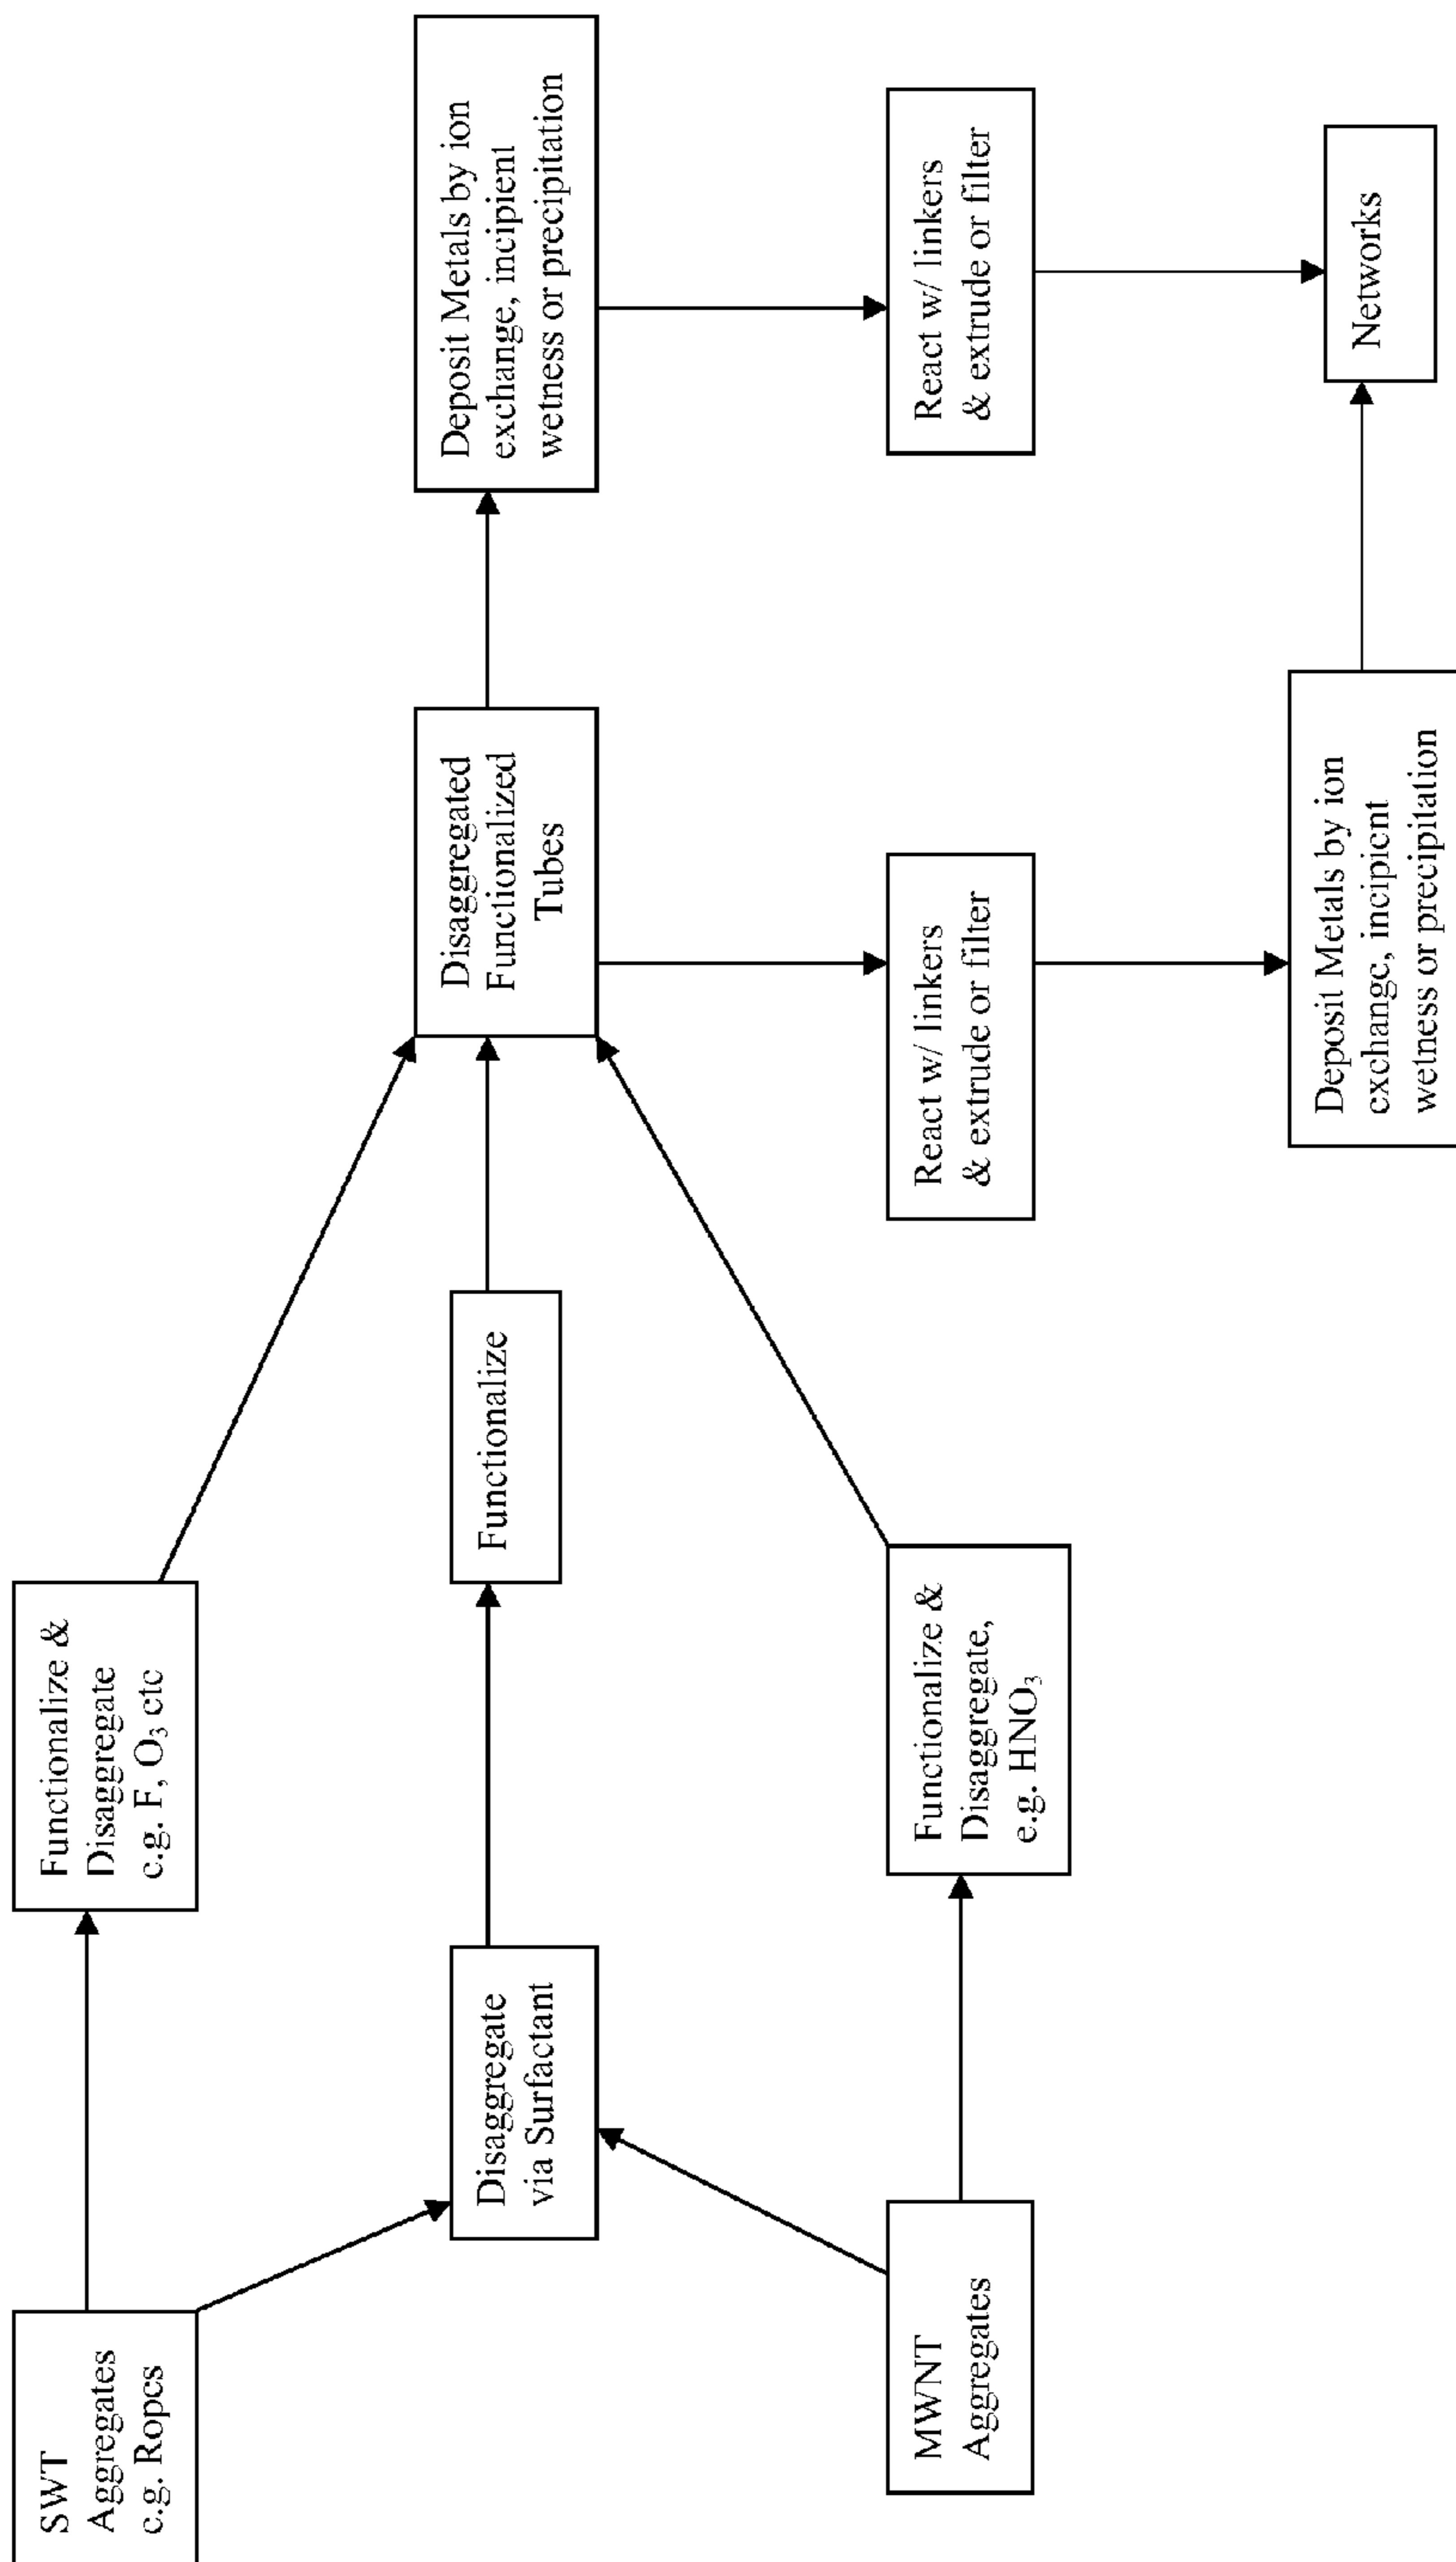 SWT
Aggregates
e.g. Ropes
Functionalize &
Disaggregate
e.g. F, O₃ etc
Disaggregate
via Surfactant
Functionalize
MWNT
Aggregates
Functionalize &
Disaggregate,
e.g. HNO₃
Disaggregated
Functionalized
Tubes
Deposit Metals by ion
exchange, incipient
wetness or precipitation
React w/ linkers
& extrude or filter
React w/ linkers
& extrude or filter
Deposit Metals by ion
exchange, incipient
wetness or precipitation
Networks